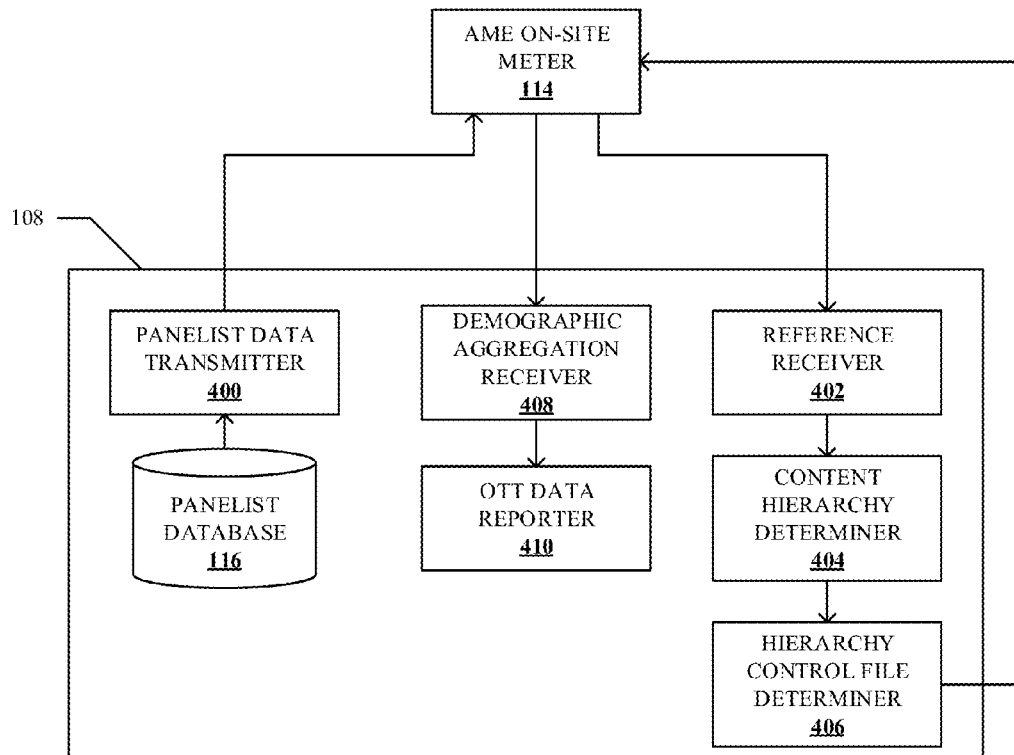 AME ON-SITE
METER
114
108
PANELIST DATA
TRANSMITTER
400
DEMOGRAPHIC
AGGREGATION
RECEIVER
408
REFERENCE
RECEIVER
402
PANELIST
DATABASE
116
OTT DATA
REPORTER
410
CONTENT
HIERARCHY
DETERMINER
404
HIERARCHY
CONTROL FILE
DETERMINER
406